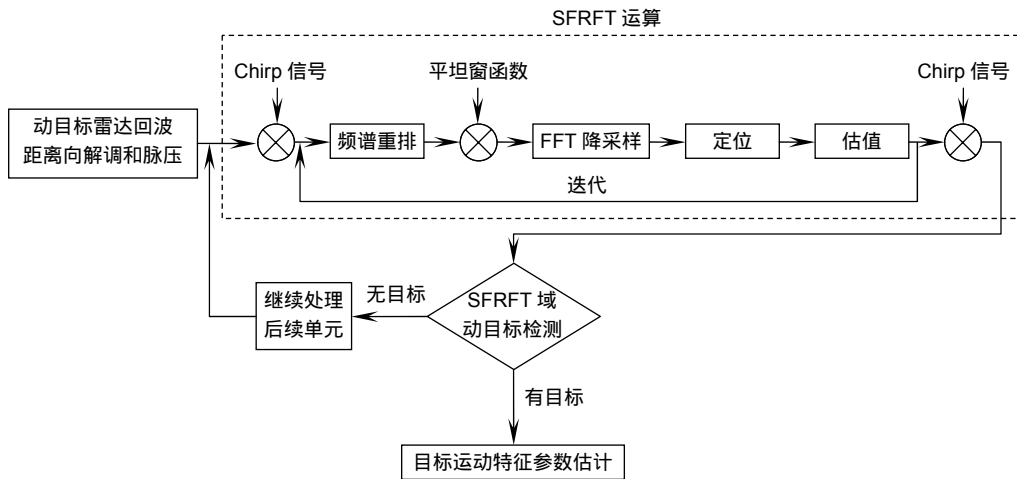 SFRFT 运算
Chirp 信号
平坦窗函数
Chirp 信号
动目标雷达回波
距离向解调和脉压
频谱重排
FFT 降采样
定位
估值
迭代
继续处理
后续单元
无目标
SFRFT 域
动目标检测
有目标
目标运动特征参数估计